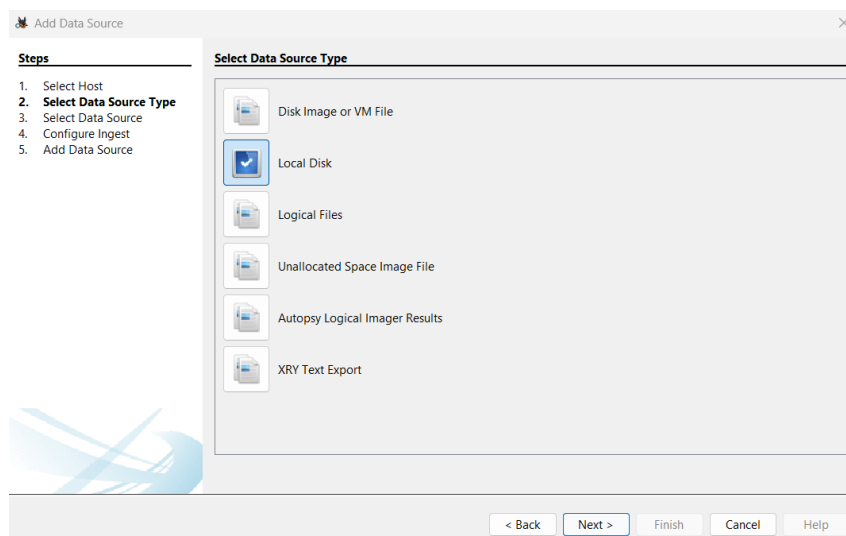 Add Data Source
Steps
1. Select Host
2. Select Data Source Type
3. Select Data Source
4. Configure Ingest
5. Add Data Source
Select Data Source Type
Disk Image or VM File
Local Disk
Logical Files
Unallocated Space Image File
Autopsy Logical Imager Results
XRY Text Export
< Back Next > Finish Cancel Help